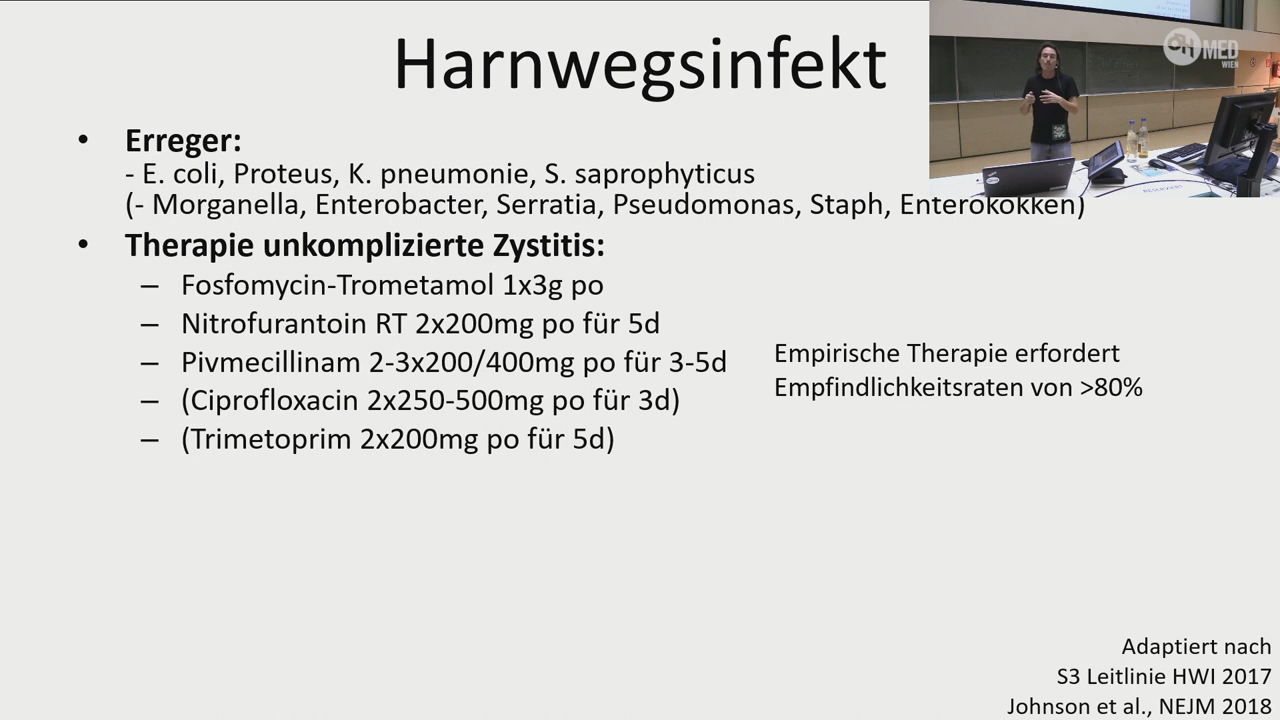 Harnwegsinfekt
• Erreger:
- E. coli, Proteus, K. pneumonie, S. saprophyticus
(- Morganella, Enterobacter, Serratia, Pseudomonas, Staph, Enterokokken)
• Therapie unkomplizierte Zystitis:
– Fosfomycin-Trometamol 1x3g po
– Nitrofurantoin RT 2x200mg po für 5d
– Pivmecillinam 2-3x200/400mg po für 3-5d
– (Ciprofloxacin 2x250-500mg po für 3d)
– (Trimetoprim 2x200mg po für 5d)
Empirische Therapie erfordert
Empfindlichkeitsraten von >80%
Adaptiert nach
S3 Leitlinie HWI 2017
Johnson et al., NEJM 2018
ÖH MED
WIEN